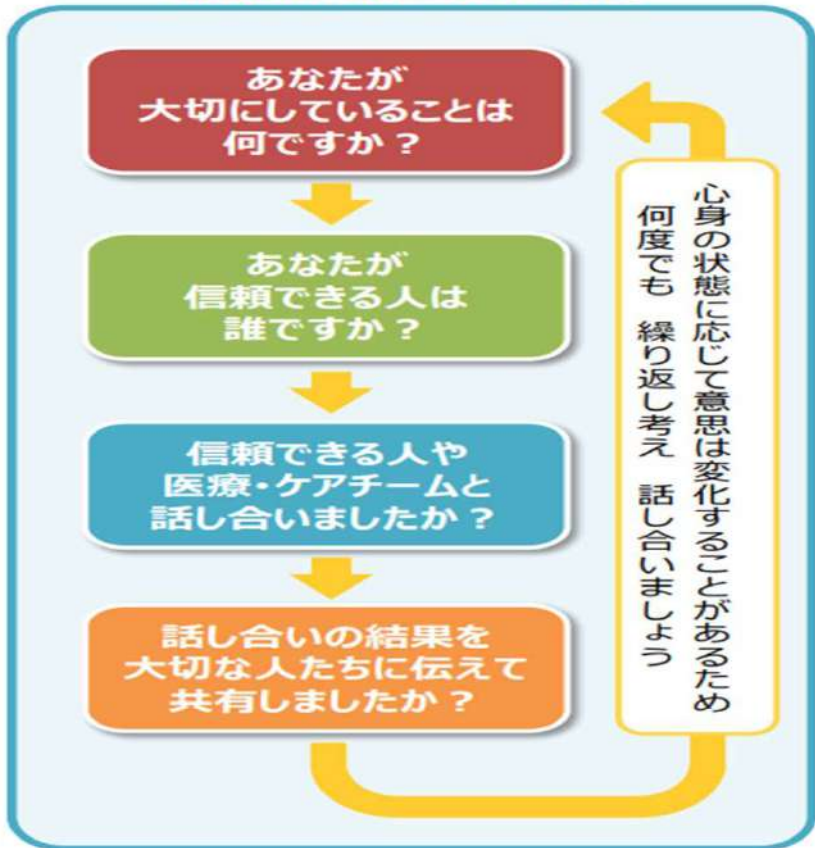 あなたが
大切にしていることは
何ですか？
あなたが
信頼できる人は
誰ですか？
信頼できる人や
医療・ケアチームと
話し合いましたか？
話し合いの結果を
大切な人たちに伝えて
共有しましたか？
心身の状態に応じて意思は変化することがあるため
何度でも　繰り返し考え　話し合いましょう